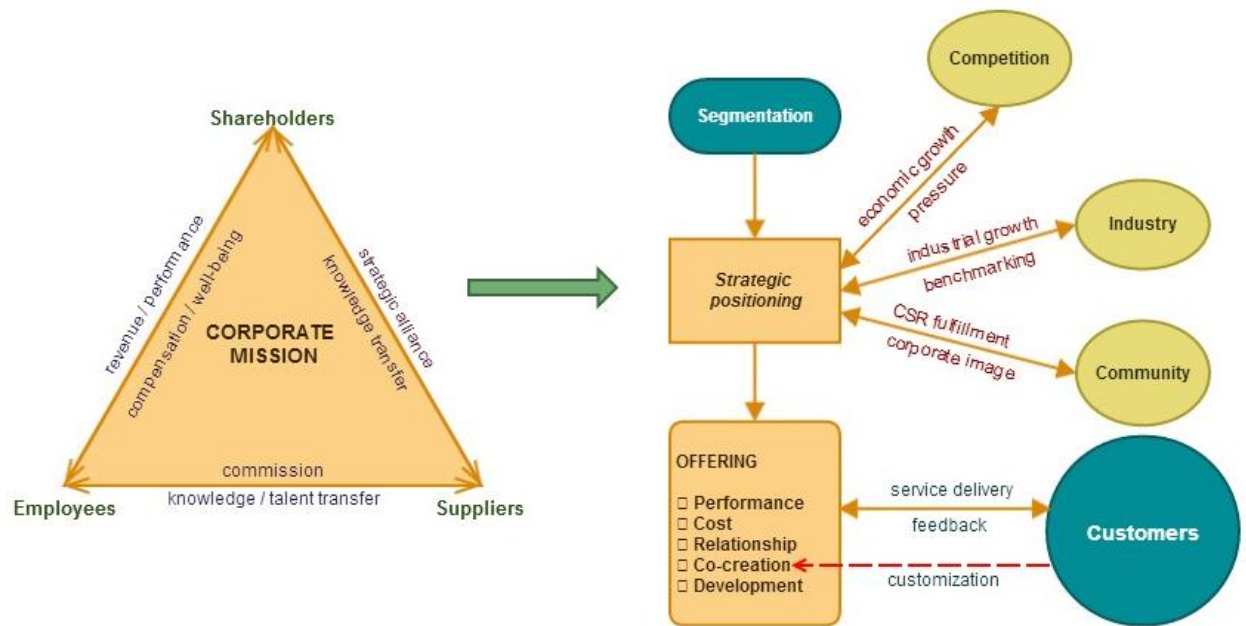 Shareholders
revenue / performance
compensation / well-being
strategic alliance
knowledge transfer
CORPORATE
MISSION
commission
knowledge / talent transfer
Employees
Suppliers
Segmentation
Competition
economic growth
pressure
Strategic
positioning
industrial growth
benchmarking
Industry
CSR fulfillment
corporate image
Community
OFFERING
Performance
Cost
Relationship
Co-creation
Development
service delivery
feedback
customization
Customers